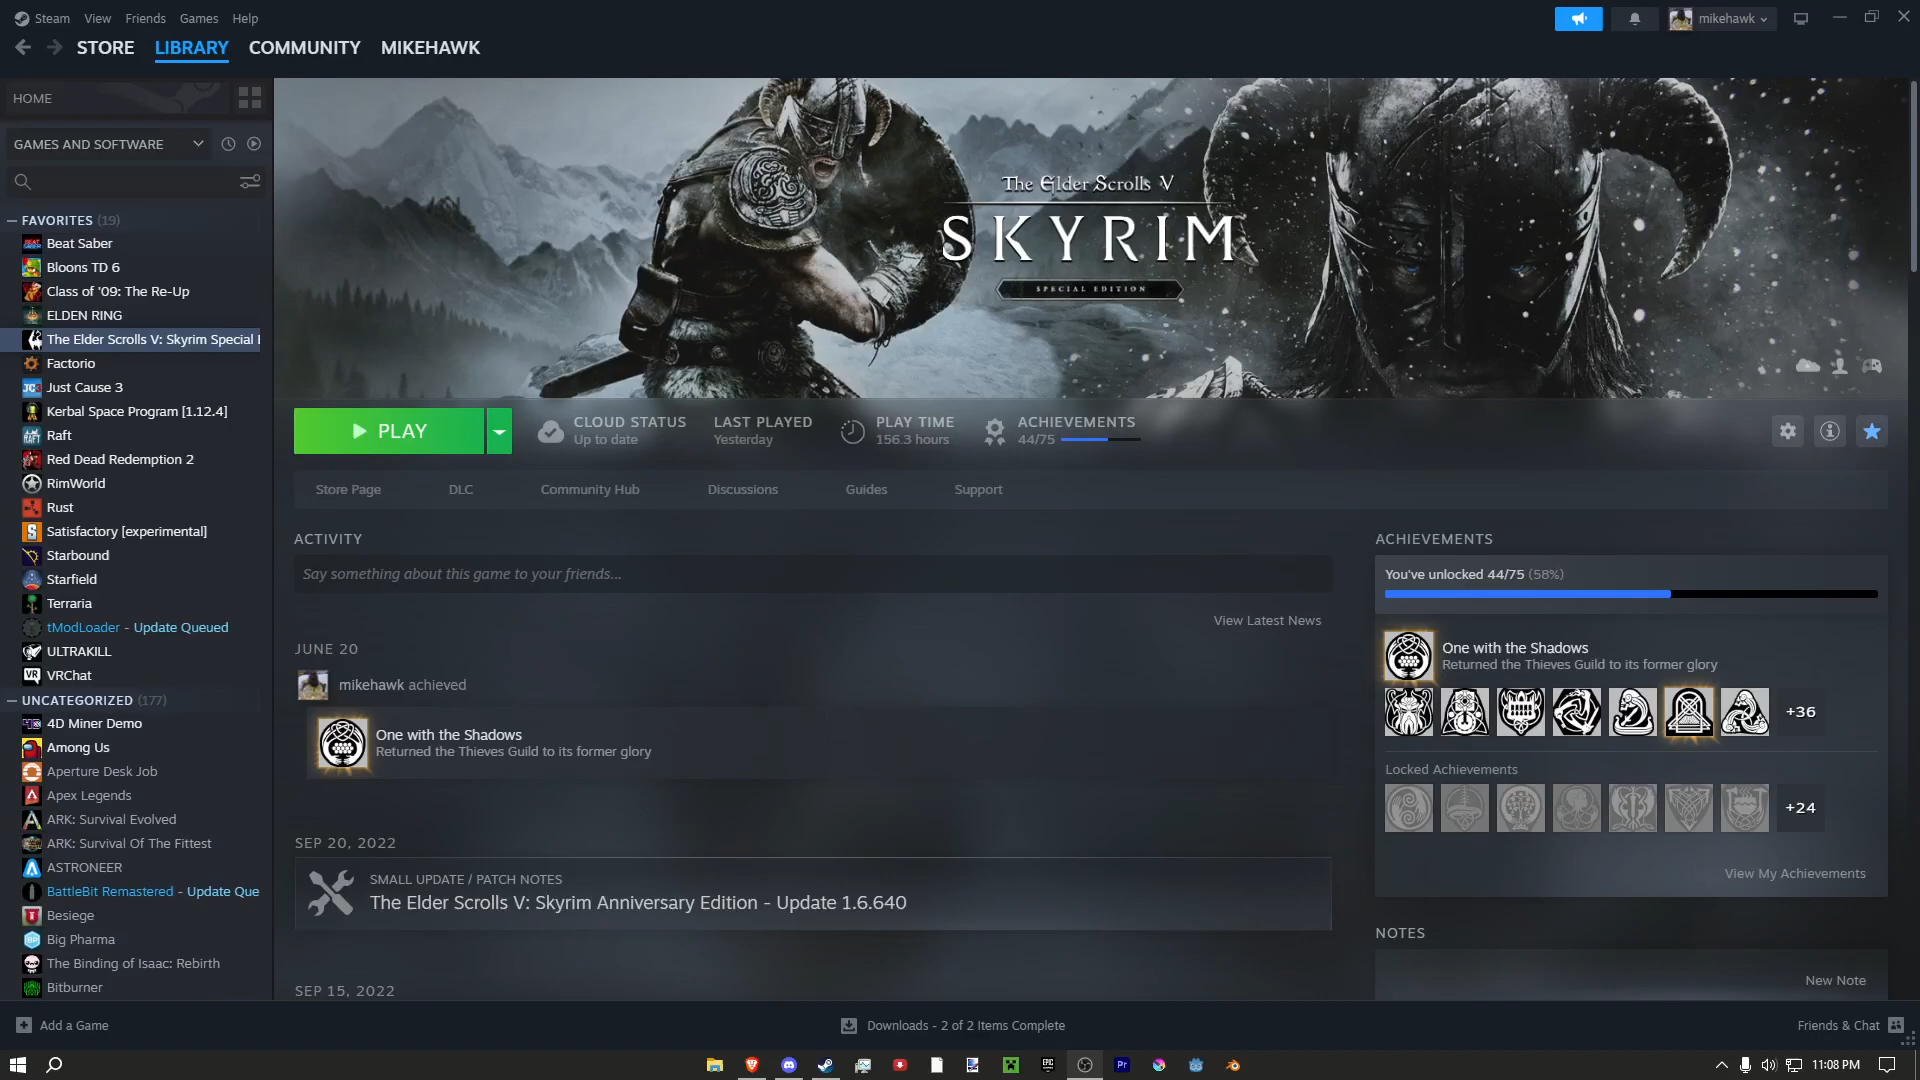 Steam View Friends Games Help
mikehawk
STORE LIBRARY COMMUNITY MIKEHAWK
HOME
GAMES AND SOFTWARE
FAVORITES (19)
Beat Saber
Bloons TD 6
Class of '09: The Re-Up
ELDEN RING
The Elder Scrolls V: Skyrim Special
Factorio
Just Cause 3
Kerbal Space Program [1.12.4]
Raft
Red Dead Redemption 2
RimWorld
Rust
Satisfactory [experimental]
Starbound
Starfield
Terraria
tModLoader - Update Queued
ULTRAKILL
VRChat
UNCATEGORIZED (177)
4D Miner Demo
Among Us
Aperture Desk Job
Apex Legends
ARK: Survival Evolved
ARK: Survival Of The Fittest
ASTRONEER
BattleBit Remastered - Update Que
Besiege
Big Pharma
The Binding of Isaac: Rebirth
Bitburner
The Elder Scrolls V
SKYRIM
SPECIAL EDITION
PLAY
CLOUD STATUS
Up to date
LAST PLAYED
Yesterday
PLAY TIME
156.3 hours
ACHIEVEMENTS
44/75
Store Page DLC Community Hub Discussions Guides Support
ACTIVITY
Say something about this game to your friends...
View Latest News
JUNE 20
mikehawk achieved
One with the Shadows
Returned the Thieves Guild to its former glory
SEP 20, 2022
SMALL UPDATE / PATCH NOTES
The Elder Scrolls V: Skyrim Anniversary Edition - Update 1.6.640
SEP 15, 2022
ACHIEVEMENTS
You've unlocked 44/75 (58%)
One with the Shadows
Returned the Thieves Guild to its former glory
+36
Locked Achievements
+24
View My Achievements
NOTES
New Note
Add a Game
Downloads - 2 of 2 Items Complete
Friends & Chat
11:08 PM